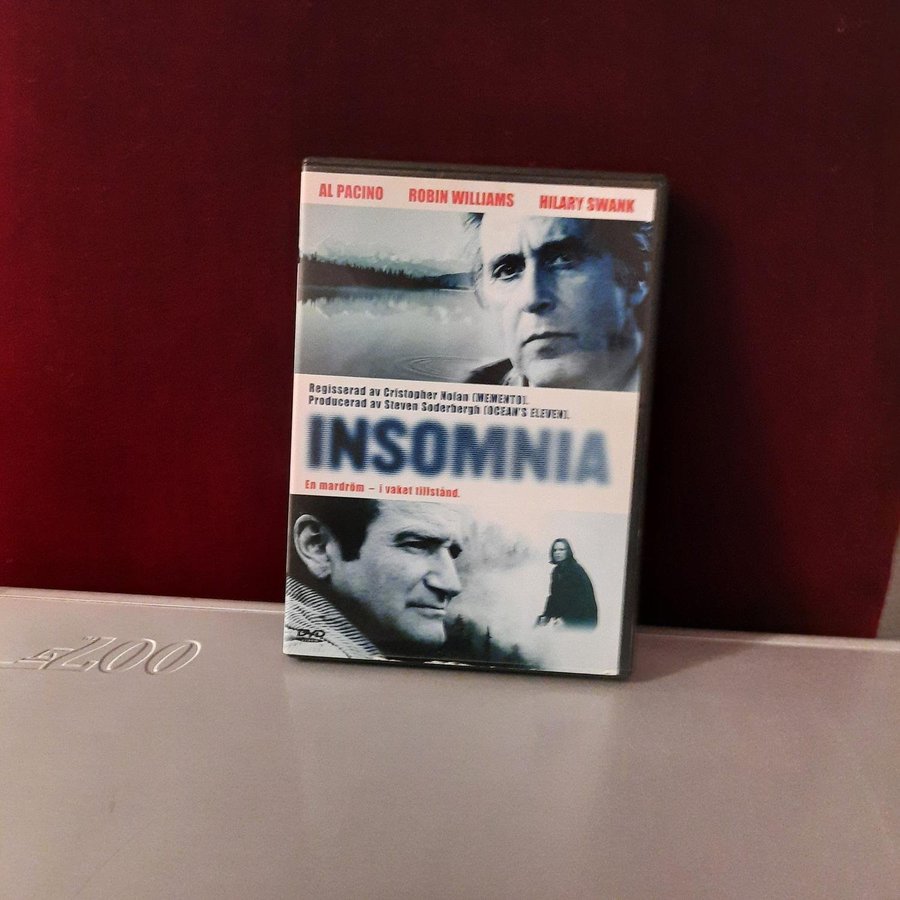 AL PACINO ROBIN WILLIAMS HILARY SWANK
Regisserad av Cristopher Nolan (MEMENTO).
Producerad av Steven Soderbergh (OCEAN'S ELEVEN).
INSOMNIA
En mardröm – i vaket tillstånd.
DVD